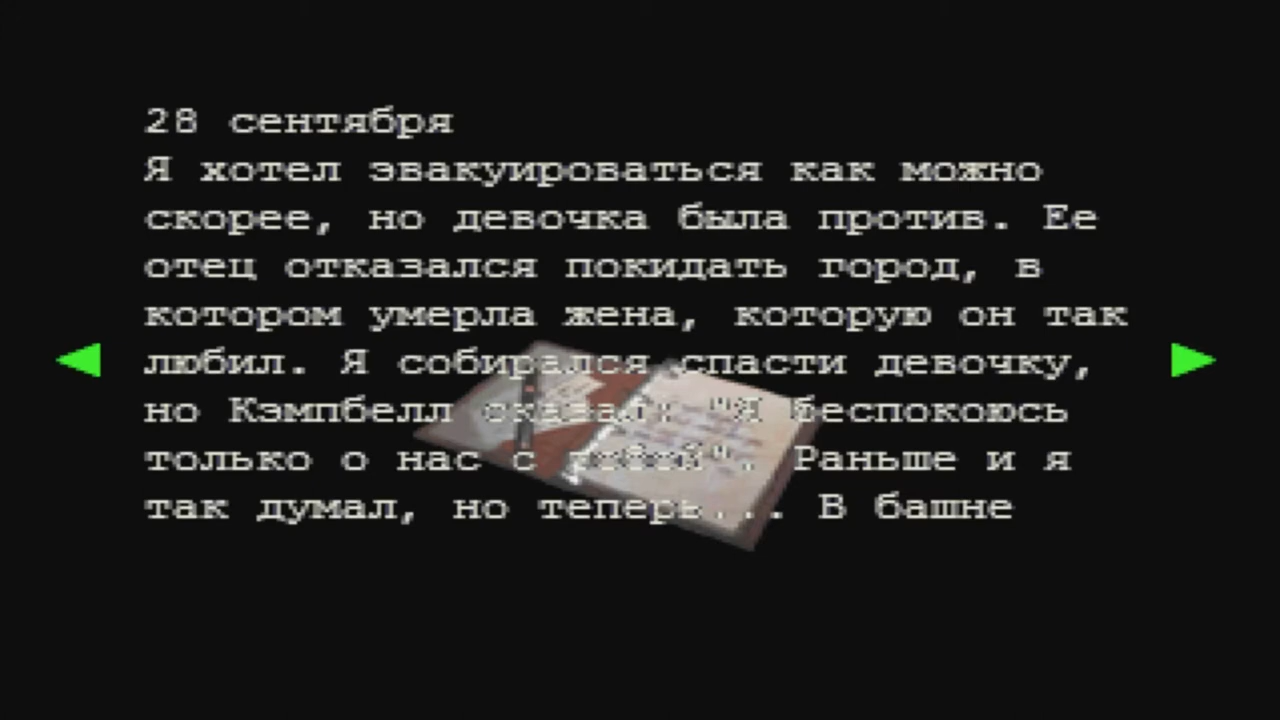 28 сентября
Я хотел эвакуироваться как можно
скорее, но девочка была против. Ее
отец отказался покидать город, в
котором умерла жена, которую он так
любил. Я собирался спасти девочку,
но Кэмпбелл сказал: "Я беспокоюсь
только о нас с тобой". Раньше и я
так думал, но теперь... В башне